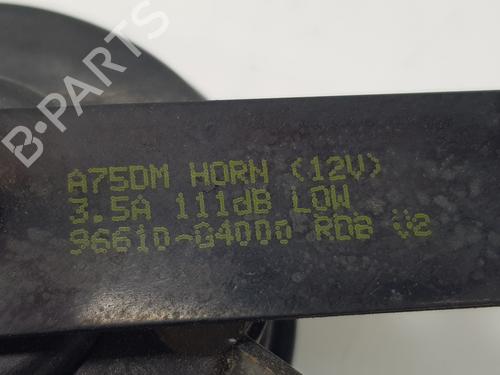 B-PARTS
A75DM HORN (12V)
3.5A 111dB LOW
96610-G4000 RDB V2